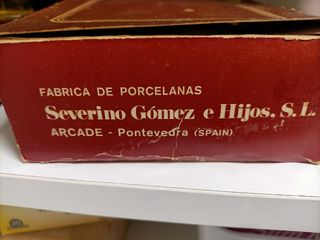 FABRICA DE PORCELANAS
Severino Gómez e Hijos, S.L.
ARCADE - Pontevedra (SPAIN)